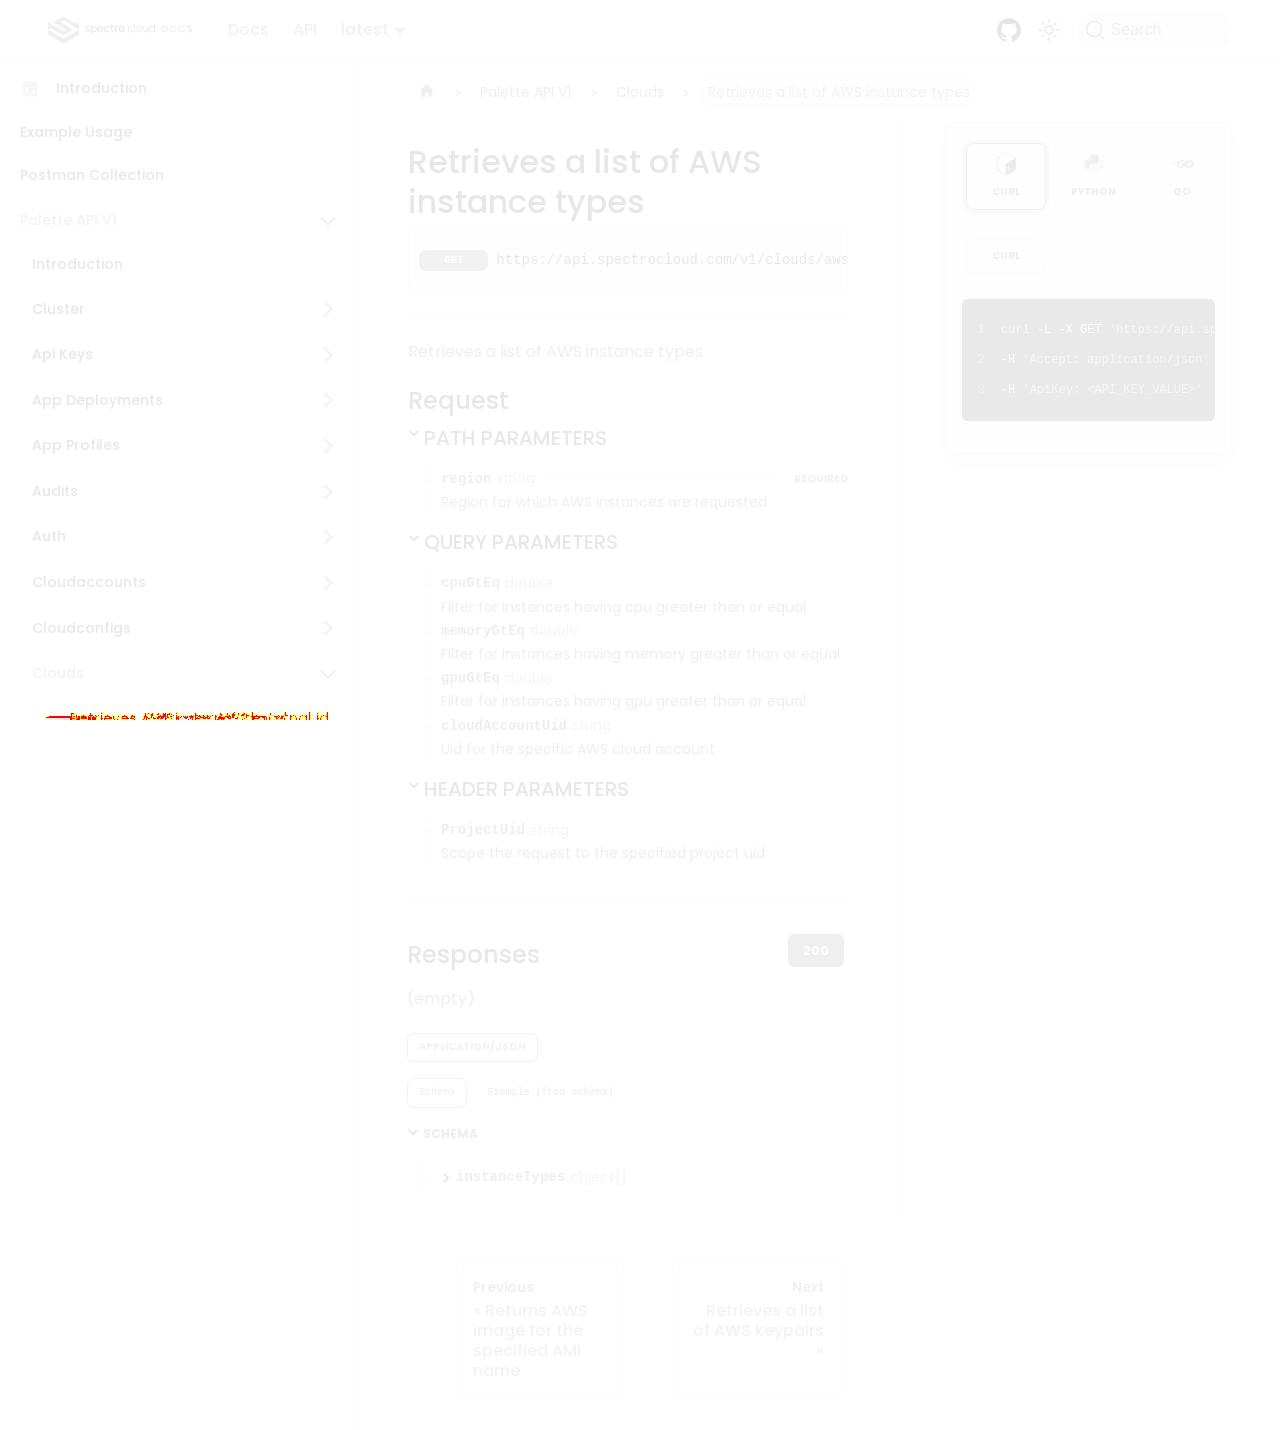 spectro cloud DOCS
Docs
API
latest
Search
Introduction
Example Usage
Postman Collection
Palette API V1
Introduction
Cluster
Api Keys
App Deployments
App Profiles
Audits
Auth
Cloudaccounts
Cloudconfigs
Clouds
Palette API V1
Clouds
Retrieves a list of AWS instance types
Retrieves a list of AWS
instance types
GET https://api.spectrocloud.com/v1/clouds/aws
Retrieves a list of AWS instance types
Request
PATH PARAMETERS
region string REQUIRED
Region for which AWS instances are requested
QUERY PARAMETERS
cpuGtEq double
Filter for instances having cpu greater than or equal
memoryGtEq double
Filter for instances having memory greater than or equal
gpuGtEq double
Filter for instances having gpu greater than or equal
cloudAccountUid string
Uid for the specific AWS cloud account
HEADER PARAMETERS
ProjectUid string
Scope the request to the specified project uid
Responses
200
(empty)
APPLICATION/JSON
Schema
Example (from schema)
SCHEMA
instanceTypes object[]
Previous
« Returns AWS
image for the
specified AMI
name
Next
Retrieves a list
of AWS keypairs
»
CURL
PYTHON
GO
CURL
1 curl -L -X GET 'https://api.sp
2 -H 'Accept: application/json'
3 -H 'ApiKey: <API_KEY_VALUE>'